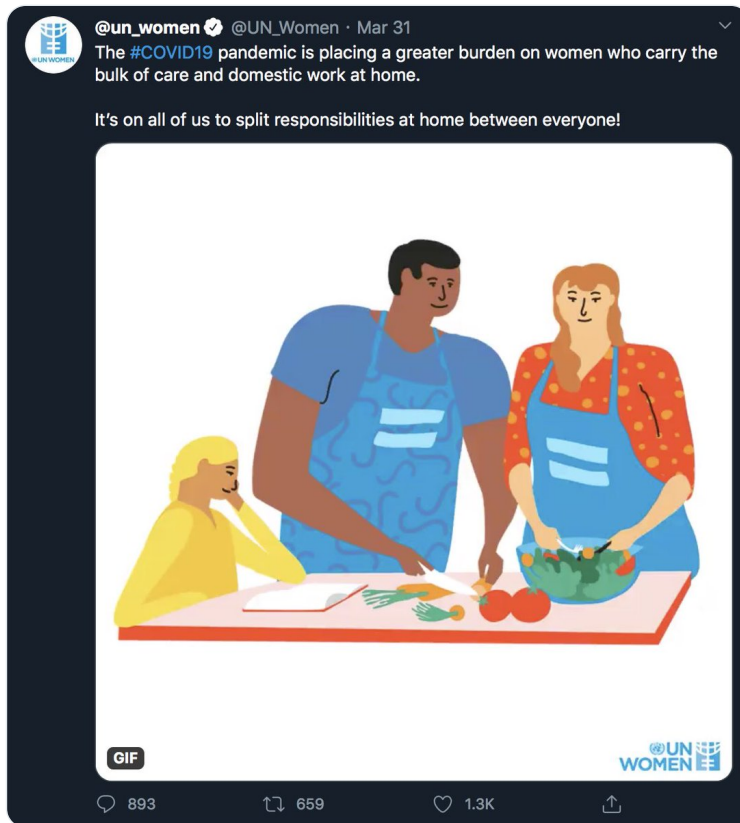 @un_women @UN_Women · Mar 31
@UN WOMEN
The #COVID19 pandemic is placing a greater burden on women who carry the
bulk of care and domestic work at home.
It's on all of us to split responsibilities at home between everyone!
GIF
UN
WOMEN
893 659 1.3K